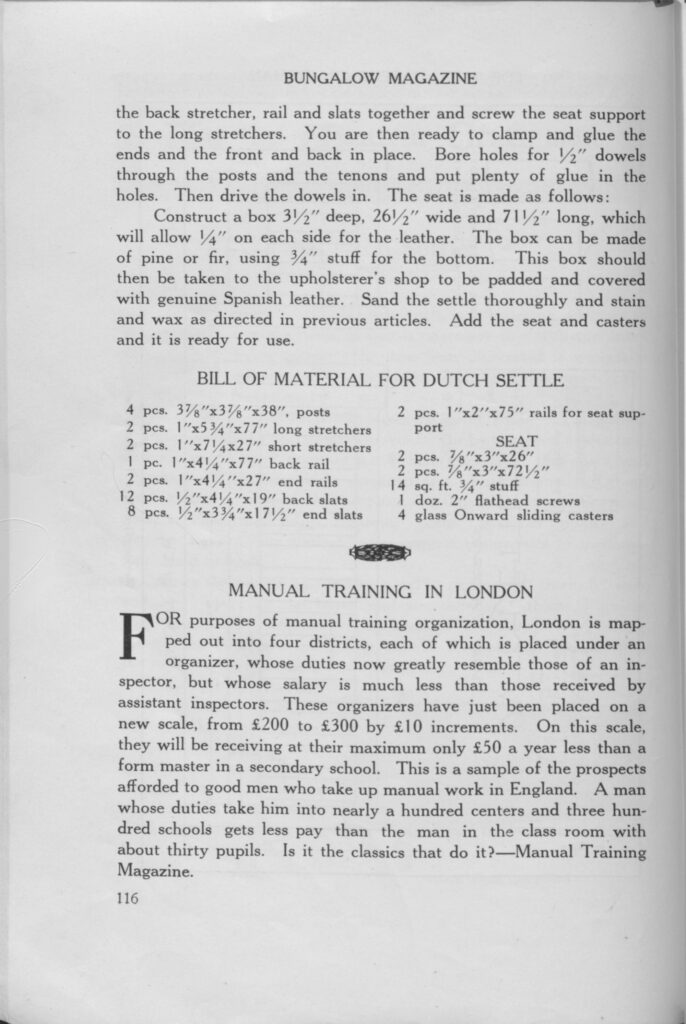 BUNGALOW MAGAZINE
the back stretcher, rail and slats together and screw the seat support
to the long stretchers. You are then ready to clamp and glue the
ends and the front and back in place. Bore holes for ½" dowels
through the posts and the tenons and put plenty of glue in the
holes. Then drive the dowels in. The seat is made as follows:
Construct a box 3½" deep, 26½" wide and 71½" long, which
will allow ¼" on each side for the leather. The box can be made
of pine or fir, using ¾" stuff for the bottom. This box should
then be taken to the upholsterer's shop to be padded and covered
with genuine Spanish leather. Sand the settle thoroughly and stain
and wax as directed in previous articles. Add the seat and casters
and it is ready for use.
BILL OF MATERIAL FOR DUTCH SETTLE
4 pcs. 3⅞"x3⅞"x38", posts
2 pcs. 1"x5¾"x77" long stretchers
2 pcs. 1"x7¼x27" short stretchers
1 pc. 1"x4¼"x77" back rail
2 pcs. 1"x4¼"x27" end rails
12 pcs. ½"x4¼"x19" back slats
8 pcs. ½"x3¾"x17½" end slats
2 pcs. 1"x2"x75" rails for seat sup-
port
SEAT
2 pcs. ⅞"x3"x26"
2 pcs. ⅞"x3"x72½"
14 sq. ft. ¾" stuff
1 doz. 2" flathead screws
4 glass Onward sliding casters
MANUAL TRAINING IN LONDON
FOR purposes of manual training organization, London is map-
ped out into four districts, each of which is placed under an
organizer, whose duties now greatly resemble those of an in-
spector, but whose salary is much less than those received by
assistant inspectors. These organizers have just been placed on a
new scale, from £200 to £300 by £10 increments. On this scale,
they will be receiving at their maximum only £50 a year less than a
form master in a secondary school. This is a sample of the prospects
afforded to good men who take up manual work in England. A man
whose duties take him into nearly a hundred centers and three hun-
dred schools gets less pay than the man in the class room with
about thirty pupils. Is it the classics that do it?—Manual Training
Magazine.
116